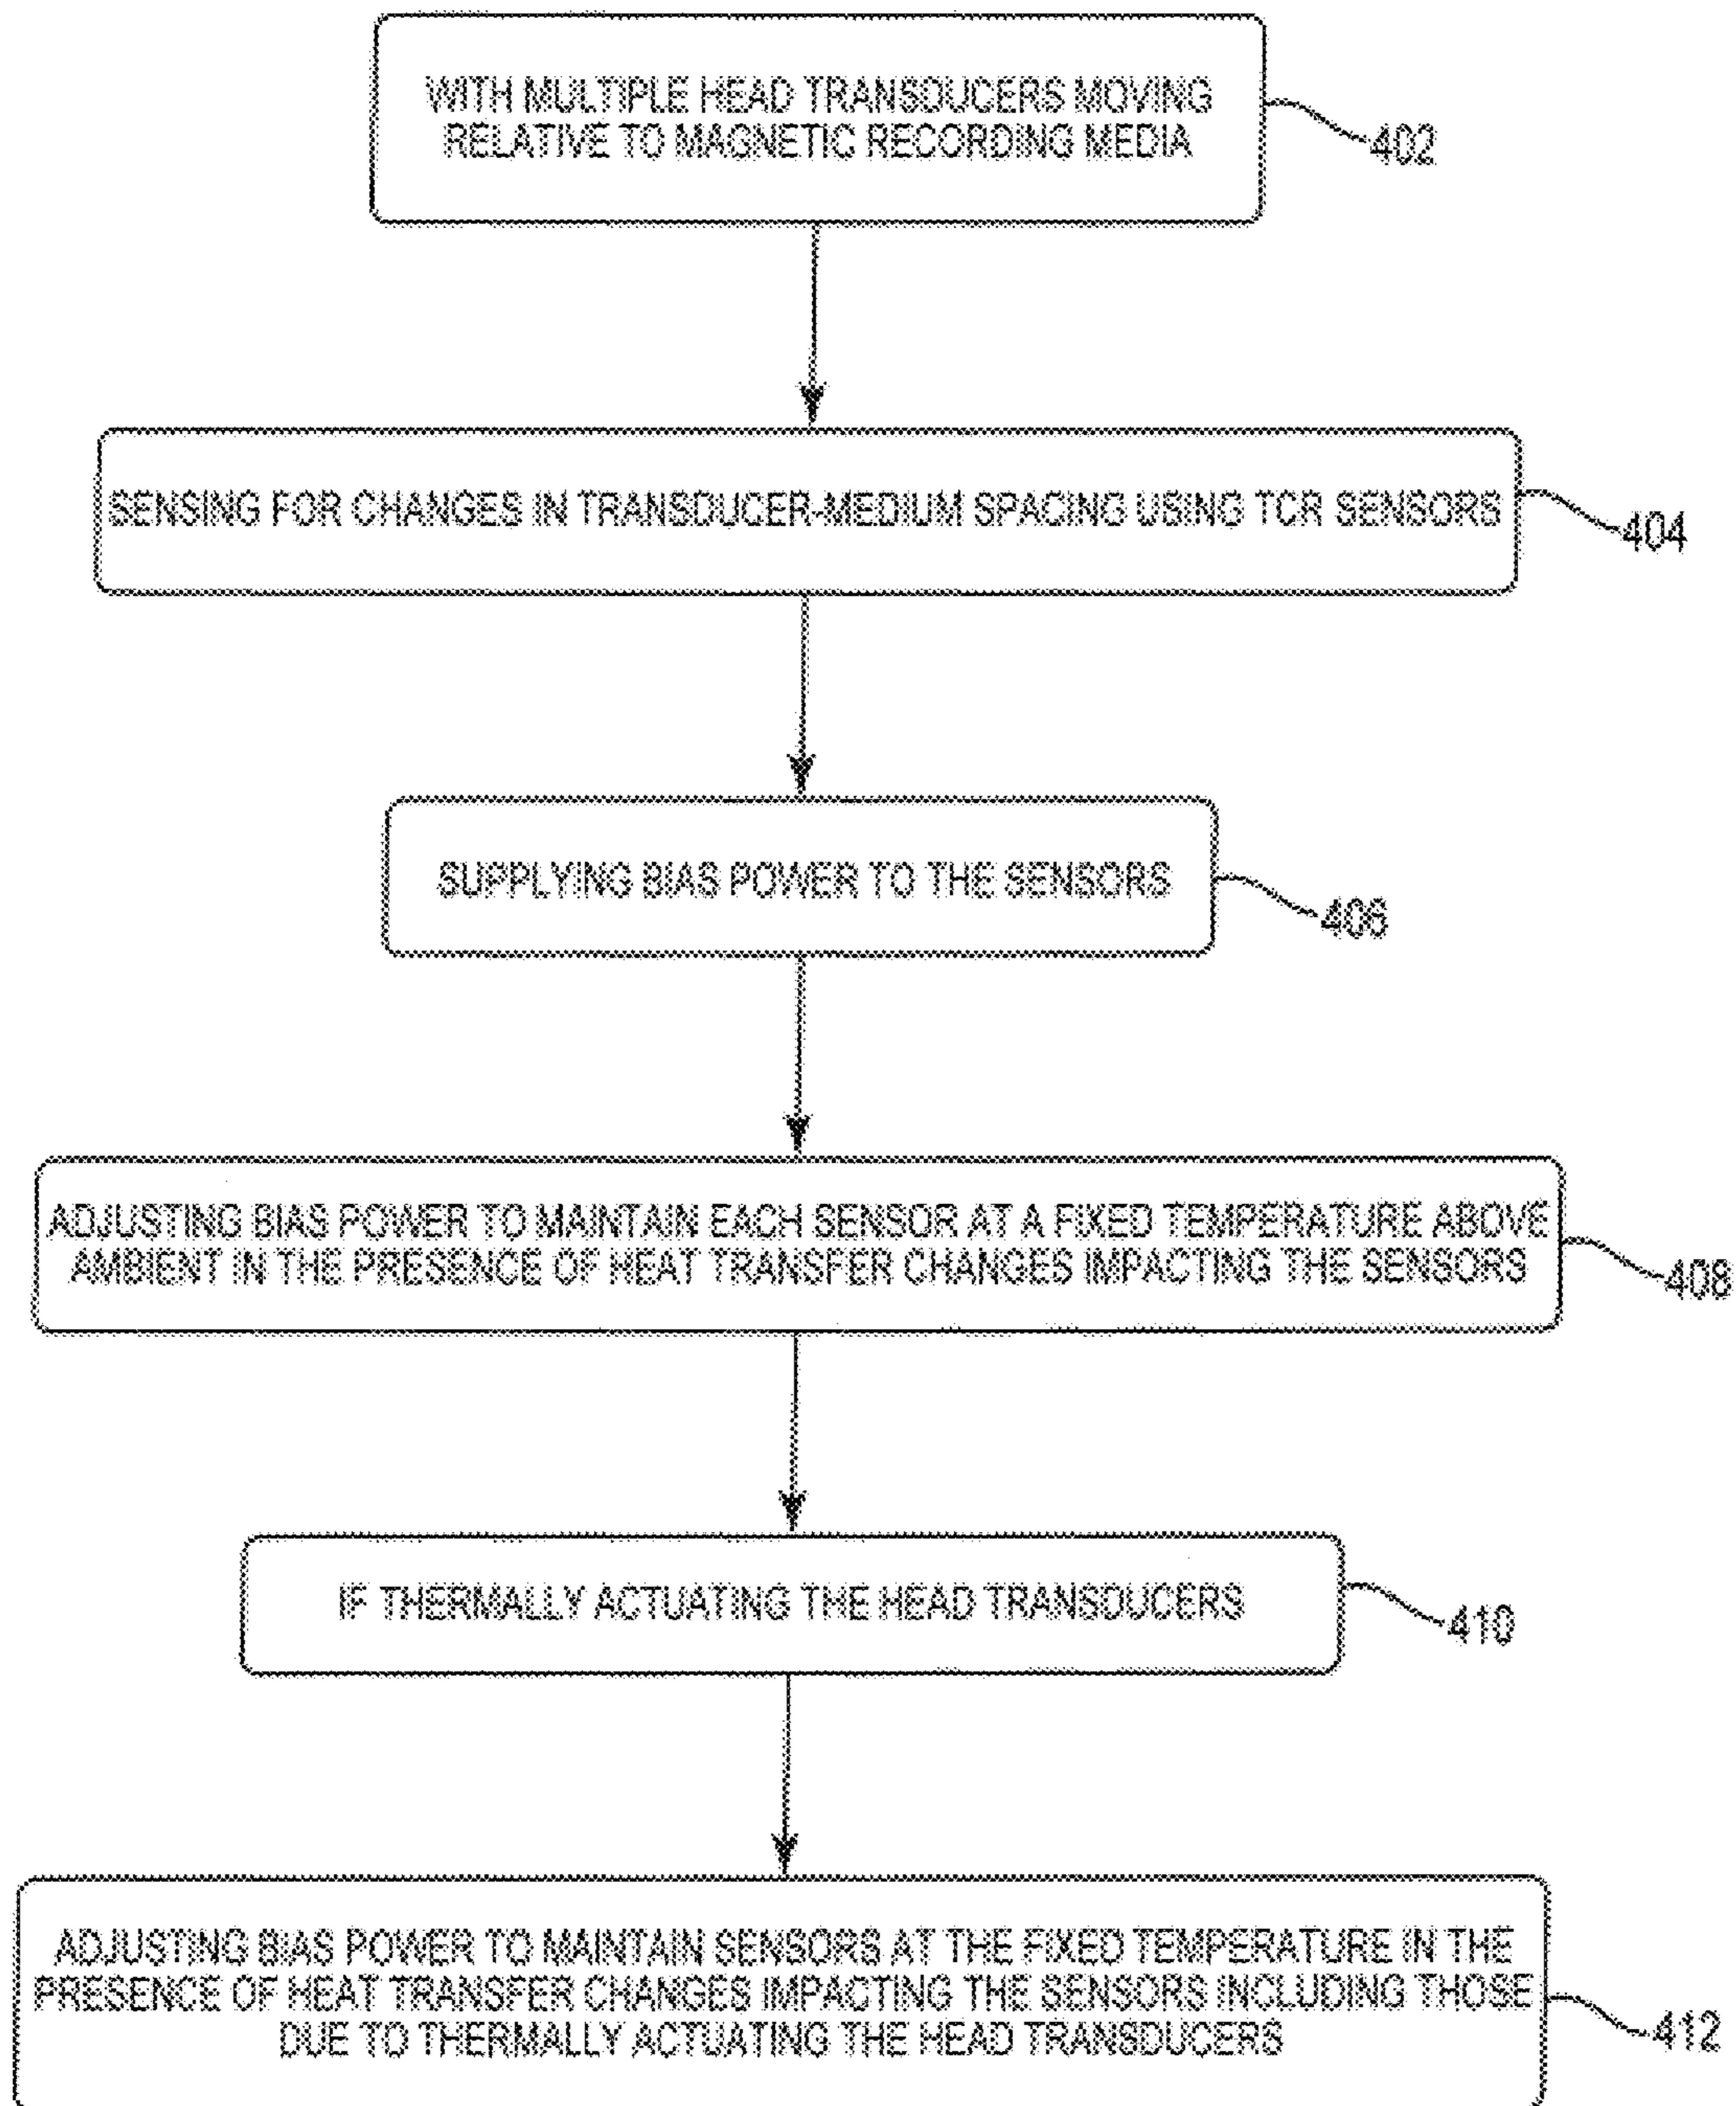 WITH MULTIPLE HEAD TRANSDUCERS MOVING
RELATIVE TO MAGNETIC RECORDING MEDIA
402
SENSING FOR CHANGES IN TRANSDUCER-MEDIUM SPACING USING TCR SENSORS
404
SUPPLYING BIAS POWER TO THE SENSORS
406
ADJUSTING BIAS POWER TO MAINTAIN EACH SENSOR AT A FIXED TEMPERATURE ABOVE
AMBIENT IN THE PRESENCE OF HEAT TRANSFER CHANGES IMPACTING THE SENSORS
408
IF THERMALLY ACTUATING THE HEAD TRANSDUCERS
410
ADJUSTING BIAS POWER TO MAINTAIN SENSORS AT THE FIXED TEMPERATURE IN THE
PRESENCE OF HEAT TRANSFER CHANGES IMPACTING THE SENSORS INCLUDING THOSE
DUE TO THERMALLY ACTUATING THE HEAD TRANSDUCERS
412